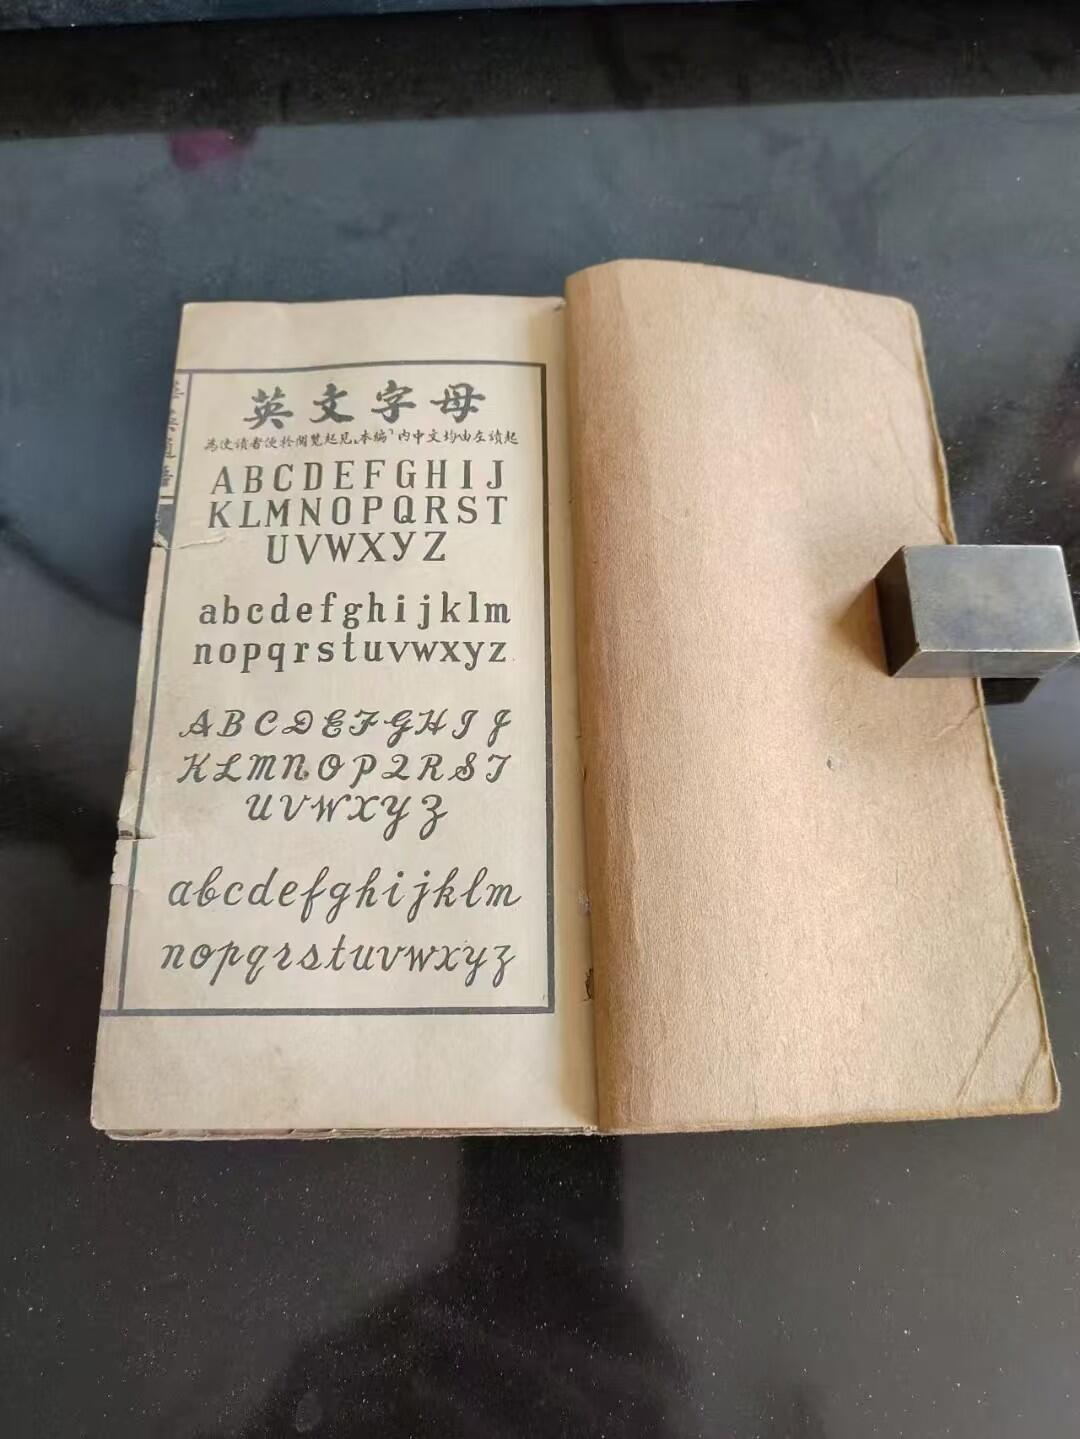 英文字母
為使讀者便於閱覽起見,本編內中文均由左讀起
ABCDEFGHIJ
KLMNOPQRST
UVWXYZ
abcdefghijklm
nopqrstuvwxyz
ABCDEFGHIJ
KLMNOPQRST
UVWXYZ
abcdefghijklm
nopqrstuvwxyz